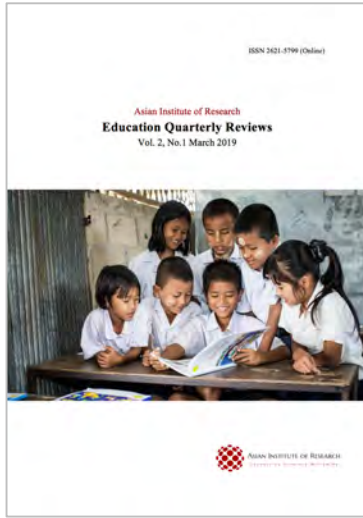 ISSN 2621-5799 (Online)
Asian Institute of Research
Education Quarterly Reviews
Vol. 2, No.1 March 2019
ASIAN INSTITUTE OF RESEARCH